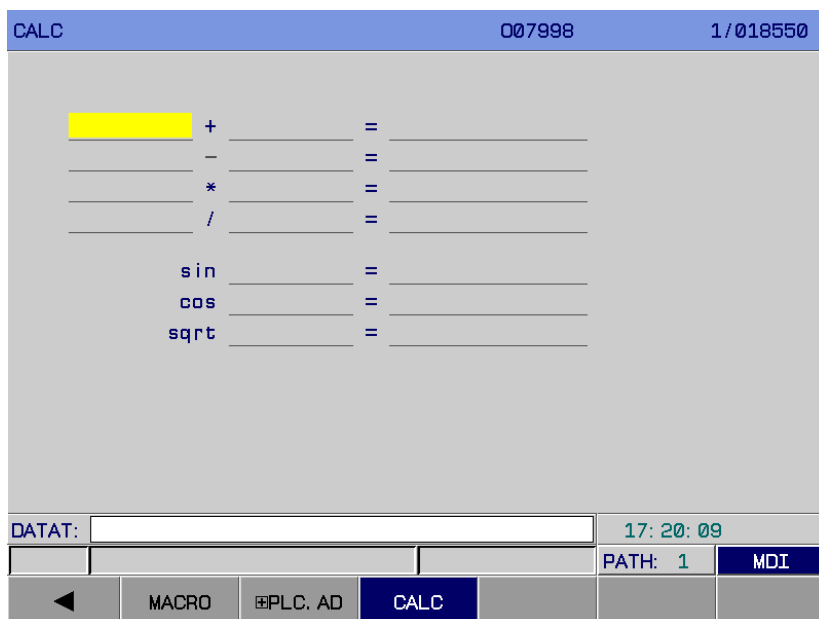 CALC O07998 1/018550
+ =
- =
* =
/ =
sin =
cos =
sqrt =
DATAT: 17:20:09
PATH: 1 MDI
◀ MACRO ⊞PLC. AD CALC